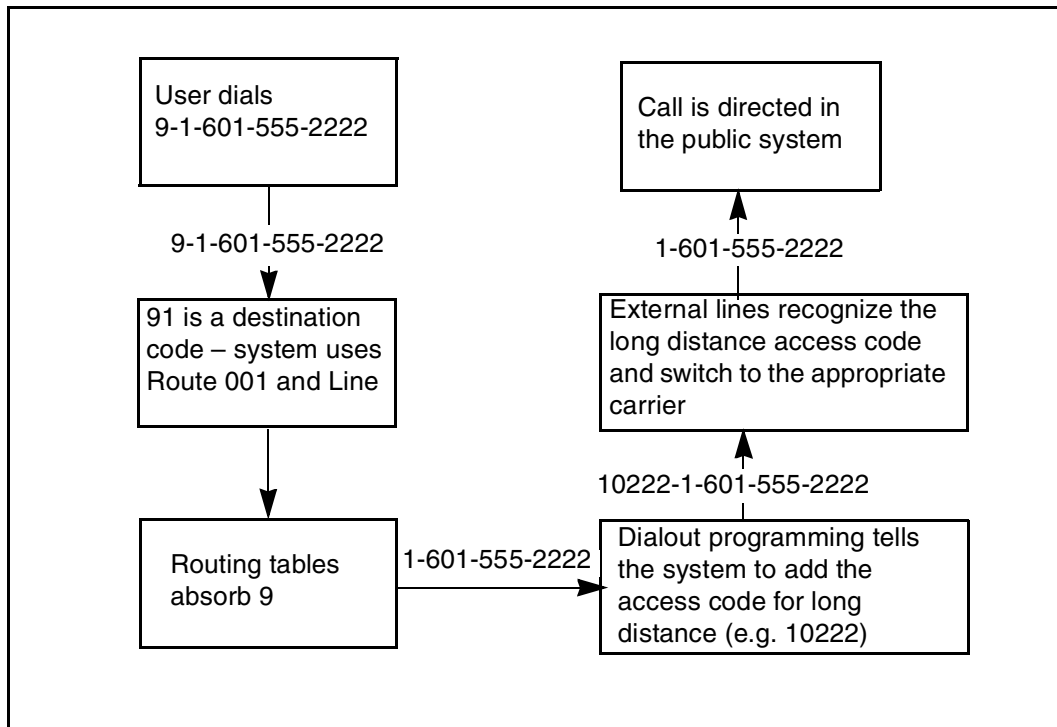 User dials
9-1-601-555-2222
9-1-601-555-2222
91 is a destination
code – system uses
Route 001 and Line
Routing tables
absorb 9
1-601-555-2222
Dialout programming tells
the system to add the
access code for long
distance (e.g. 10222)
10222-1-601-555-2222
External lines recognize the
long distance access code
and switch to the appropriate
carrier
1-601-555-2222
Call is directed in
the public system